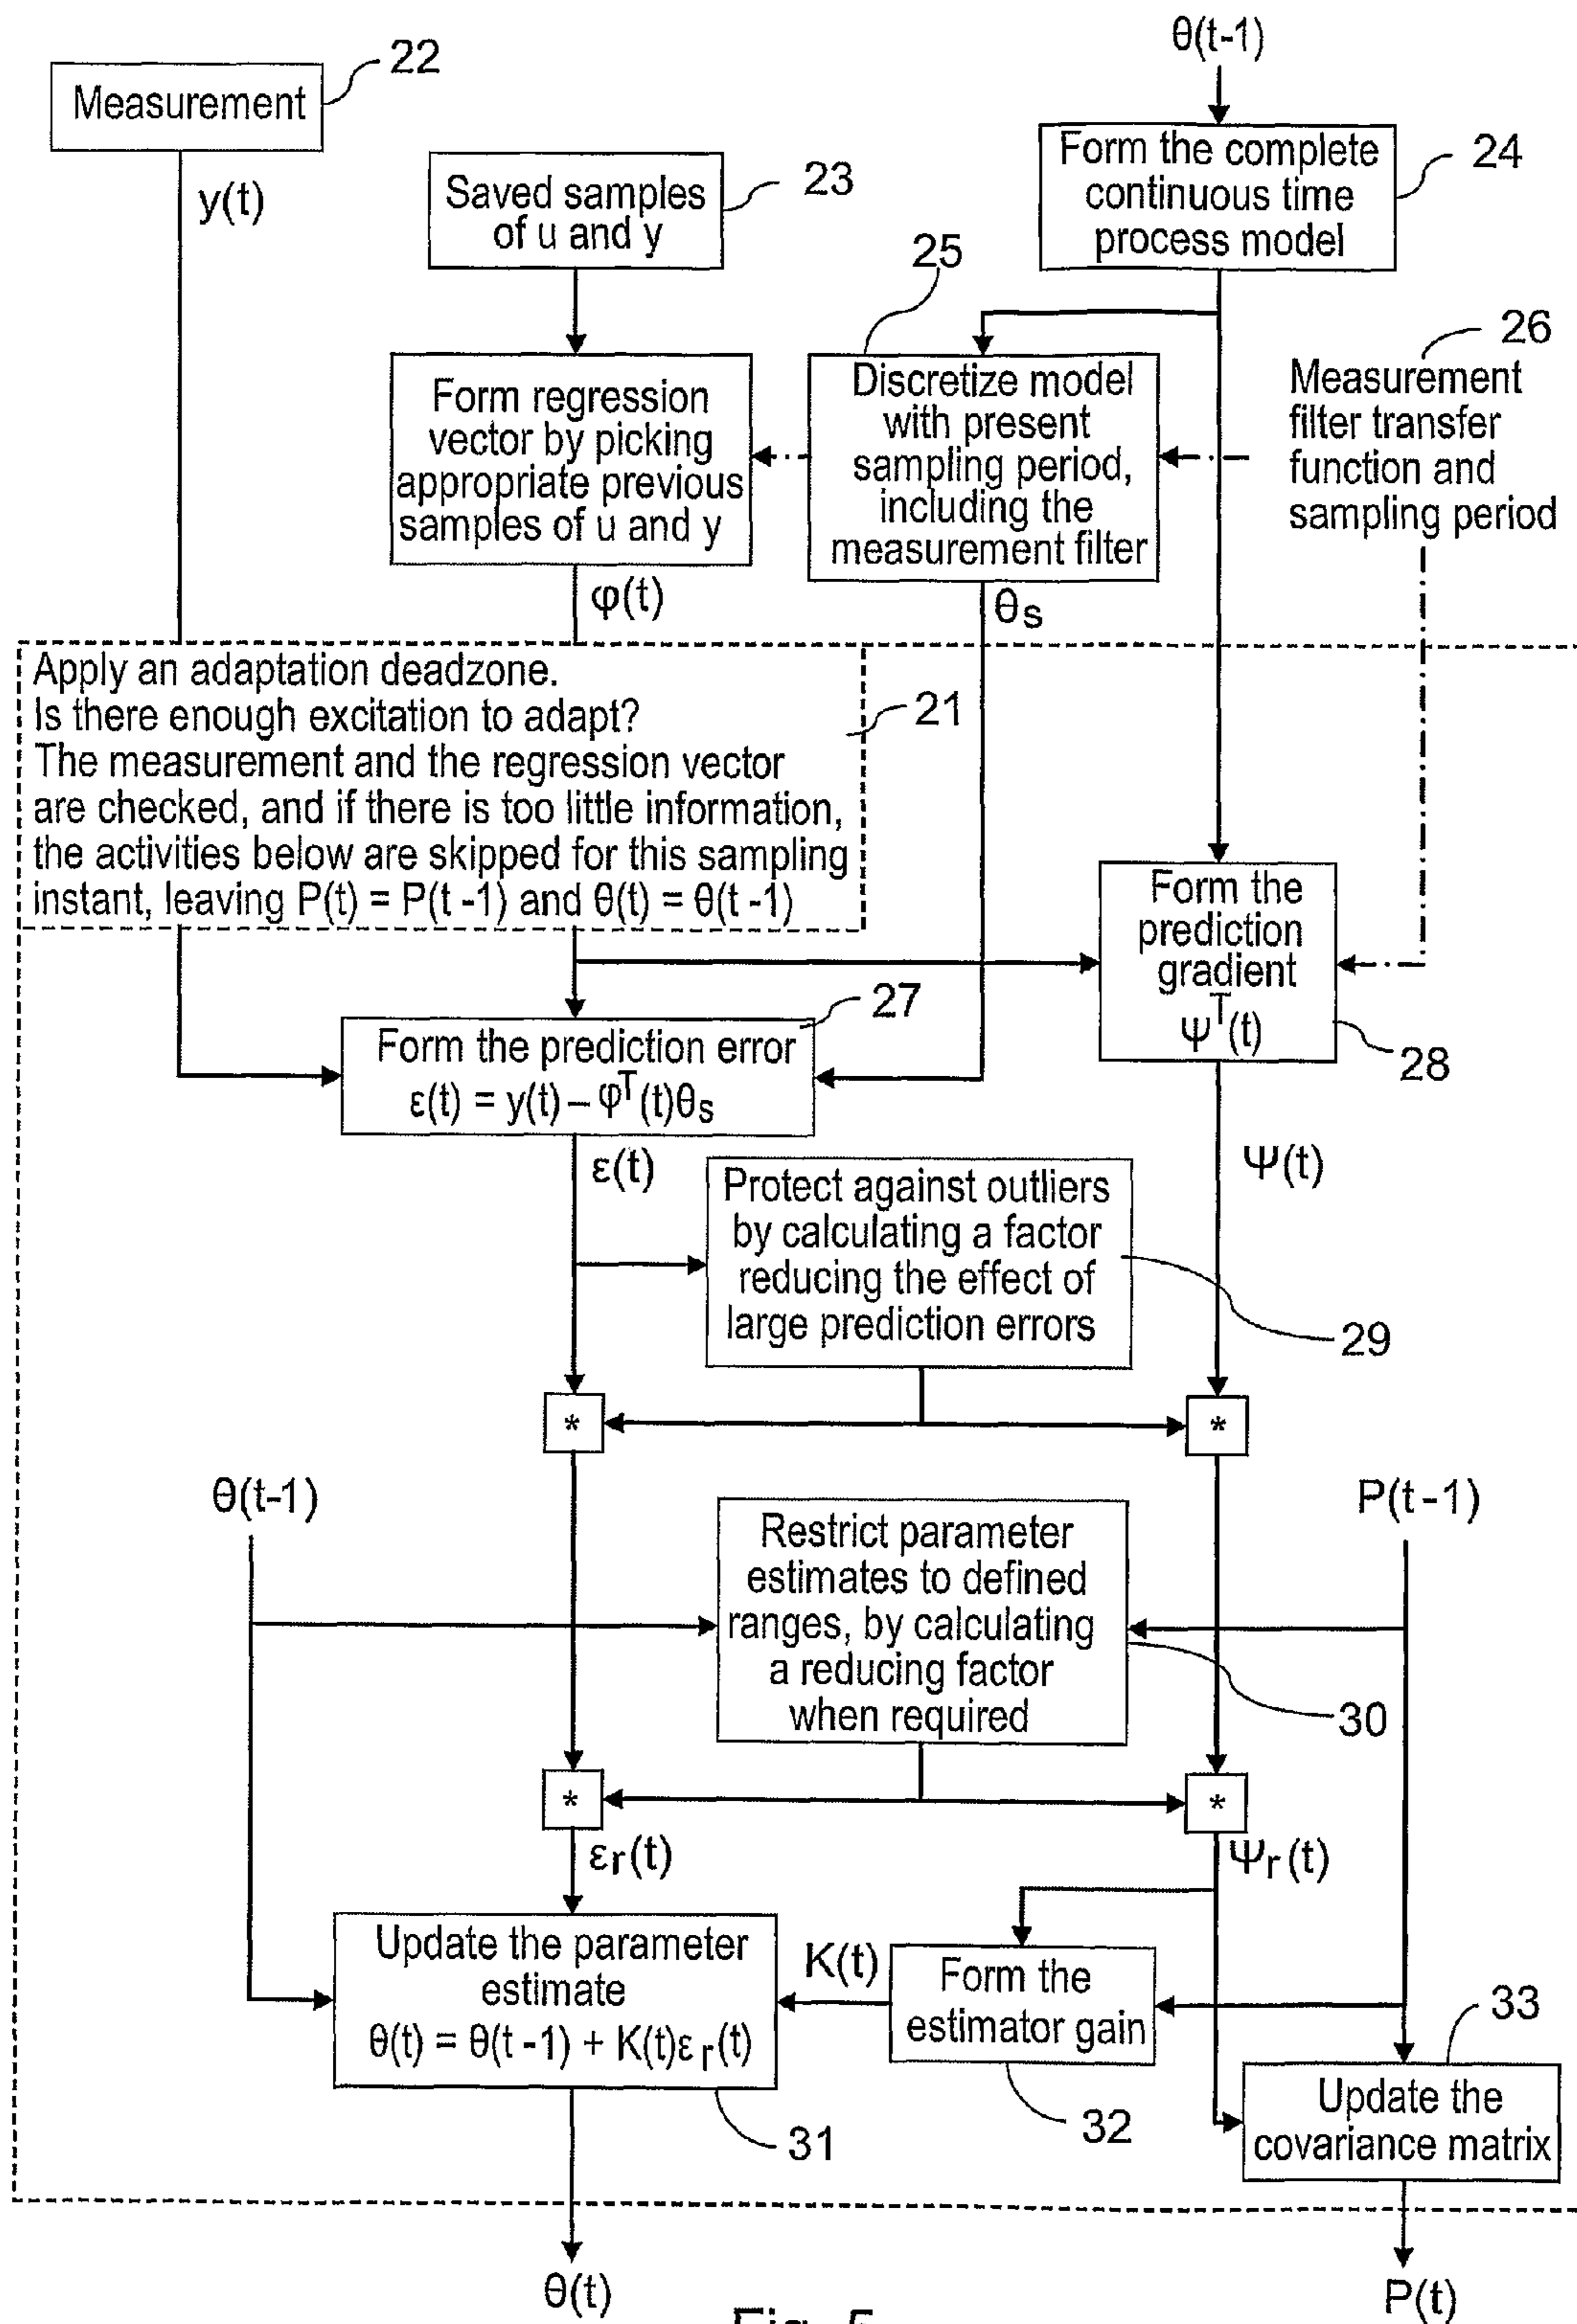 θ(t-1)
22
Measurement
24
Form the complete
continuous time
process model
23
Saved samples
of u and y
y(t)
25
26
Measurement
filter transfer
function and
sampling period
Form regression
vector by picking
appropriate previous
samples of u and y
Discretize model
with present
sampling period,
including the
measurement filter
φ(t)
θs
Apply an adaptation deadzone.
Is there enough excitation to adapt?
The measurement and the regression vector
are checked, and if there is too little information,
the activities below are skipped for this sampling
instant, leaving P(t) = P(t -1) and θ(t) = θ(t -1)
21
Form the
prediction
gradient
Ψᵀ(t)
28
27
Form the prediction error
ε(t) = y(t) – φᵀ(t)θs
ε(t)
Ψ(t)
Protect against outliers
by calculating a factor
reducing the effect of
large prediction errors
29
*
*
θ(t-1)
P(t -1)
Restrict parameter
estimates to defined
ranges, by calculating
a reducing factor
when required
30
*
*
εr(t)
Ψr(t)
Update the parameter
estimate
θ(t) = θ(t -1) + K(t)εr(t)
K(t)
Form the
estimator gain
33
Update the
covariance matrix
31
32
θ(t)
P(t)